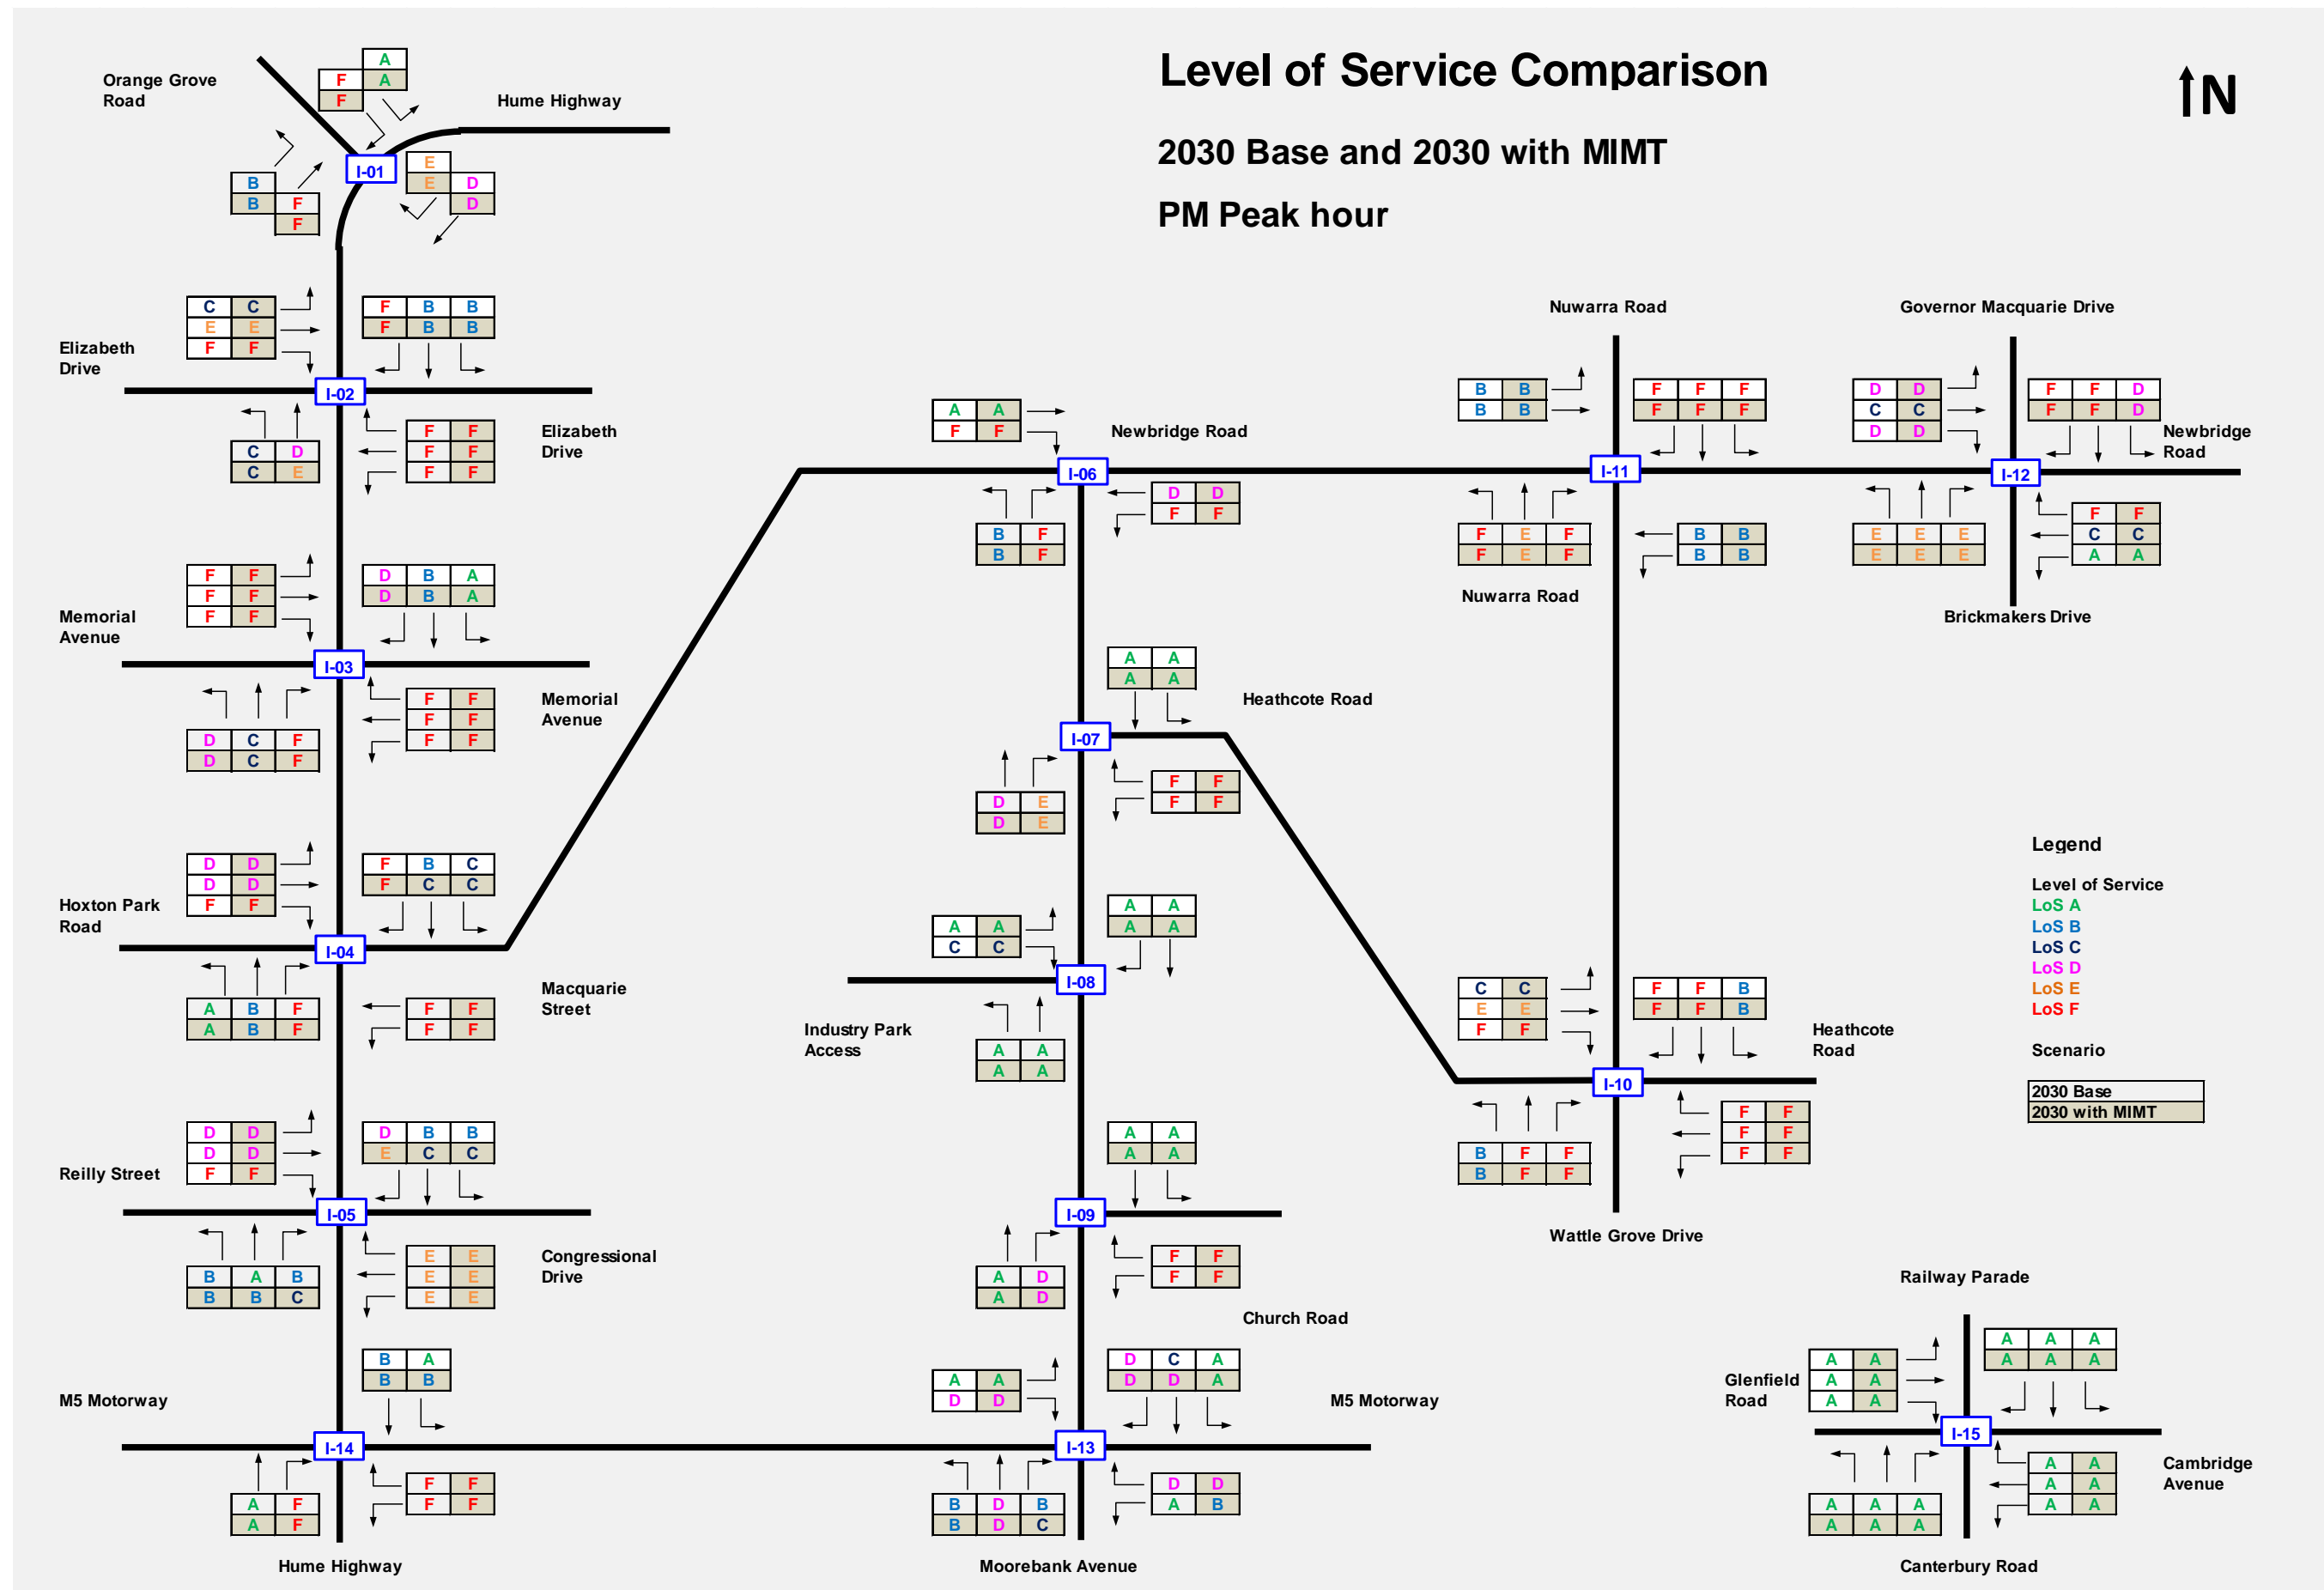 Level of Service Comparison
2030 Base and 2030 with MIMT
PM Peak hour
N
Orange Grove
Road
Hume Highway
A
F A
F
I-01
B
B F
F
E
E D
D
C C
E E
F F
F B B
F B B
Elizabeth
Drive
I-02
C D
C E
F F
F F
F F
Elizabeth
Drive
F F
F F
F F
D B A
D B A
Memorial
Avenue
I-03
D C F
D C F
F F
F F
F F
Memorial
Avenue
D D
D D
F F
F B C
F C C
Hoxton Park
Road
I-04
A B F
A B F
F F
F F
Macquarie
Street
D D
D D
F F
D B B
E C C
Reilly Street
I-05
B A B
B B C
E E
E E
E E
Congressional
Drive
B A
B B
M5 Motorway
I-14
A F
A F
F F
F F
Hume Highway
A A
F F
Newbridge Road
I-06
B F
B F
D D
F F
A A
A A
Heathcote Road
I-07
D E
D E
F F
F F
A A
C C
A A
A A
I-08
Industry Park
Access
A A
A A
A A
A A
I-09
A D
A D
F F
F F
Church Road
A A
D D
D C A
D D A
M5 Motorway
I-13
B D B
B D C
D D
A B
Moorebank Avenue
Nuwarra Road
B B
B B
F F F
F F F
I-11
F E F
F E F
B B
B B
Nuwarra Road
Governor Macquarie Drive
D D
C C
D D
F F D
F F D
Newbridge
Road
I-12
E E E
E E E
F F
C C
A A
Brickmakers Drive
C C
E E
F F
F F B
F F B
Heathcote
Road
I-10
B F F
B F F
F F
F F
F F
Wattle Grove Drive
Legend
Level of Service
LoS A
LoS B
LoS C
LoS D
LoS E
LoS F
Scenario
2030 Base
2030 with MIMT
Railway Parade
A A
A A
A A
A A A
A A A
Glenfield
Road
I-15
A A A
A A A
A A
A A
A A
Cambridge
Avenue
Canterbury Road